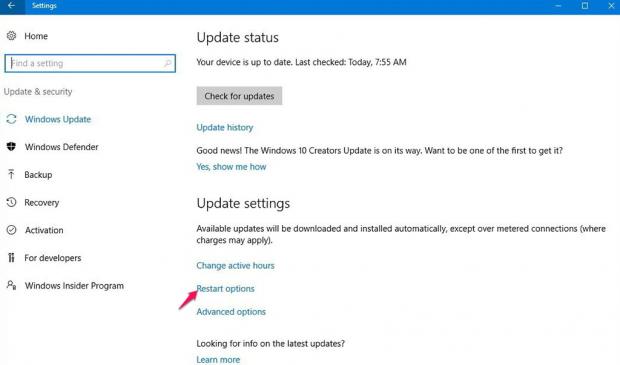 Settings
Home
Find a setting
Update & security
Windows Update
Windows Defender
Backup
Recovery
Activation
For developers
Windows Insider Program
Update status
Your device is up to date. Last checked: Today, 7:55 AM
Check for updates
Update history
Good news! The Windows 10 Creators Update is on its way. Want to be one of the first to get it?
Yes, show me how
Update settings
Available updates will be downloaded and installed automatically, except over metered connections (where
charges may apply).
Change active hours
Restart options
Advanced options
Looking for info on the latest updates?
Learn more